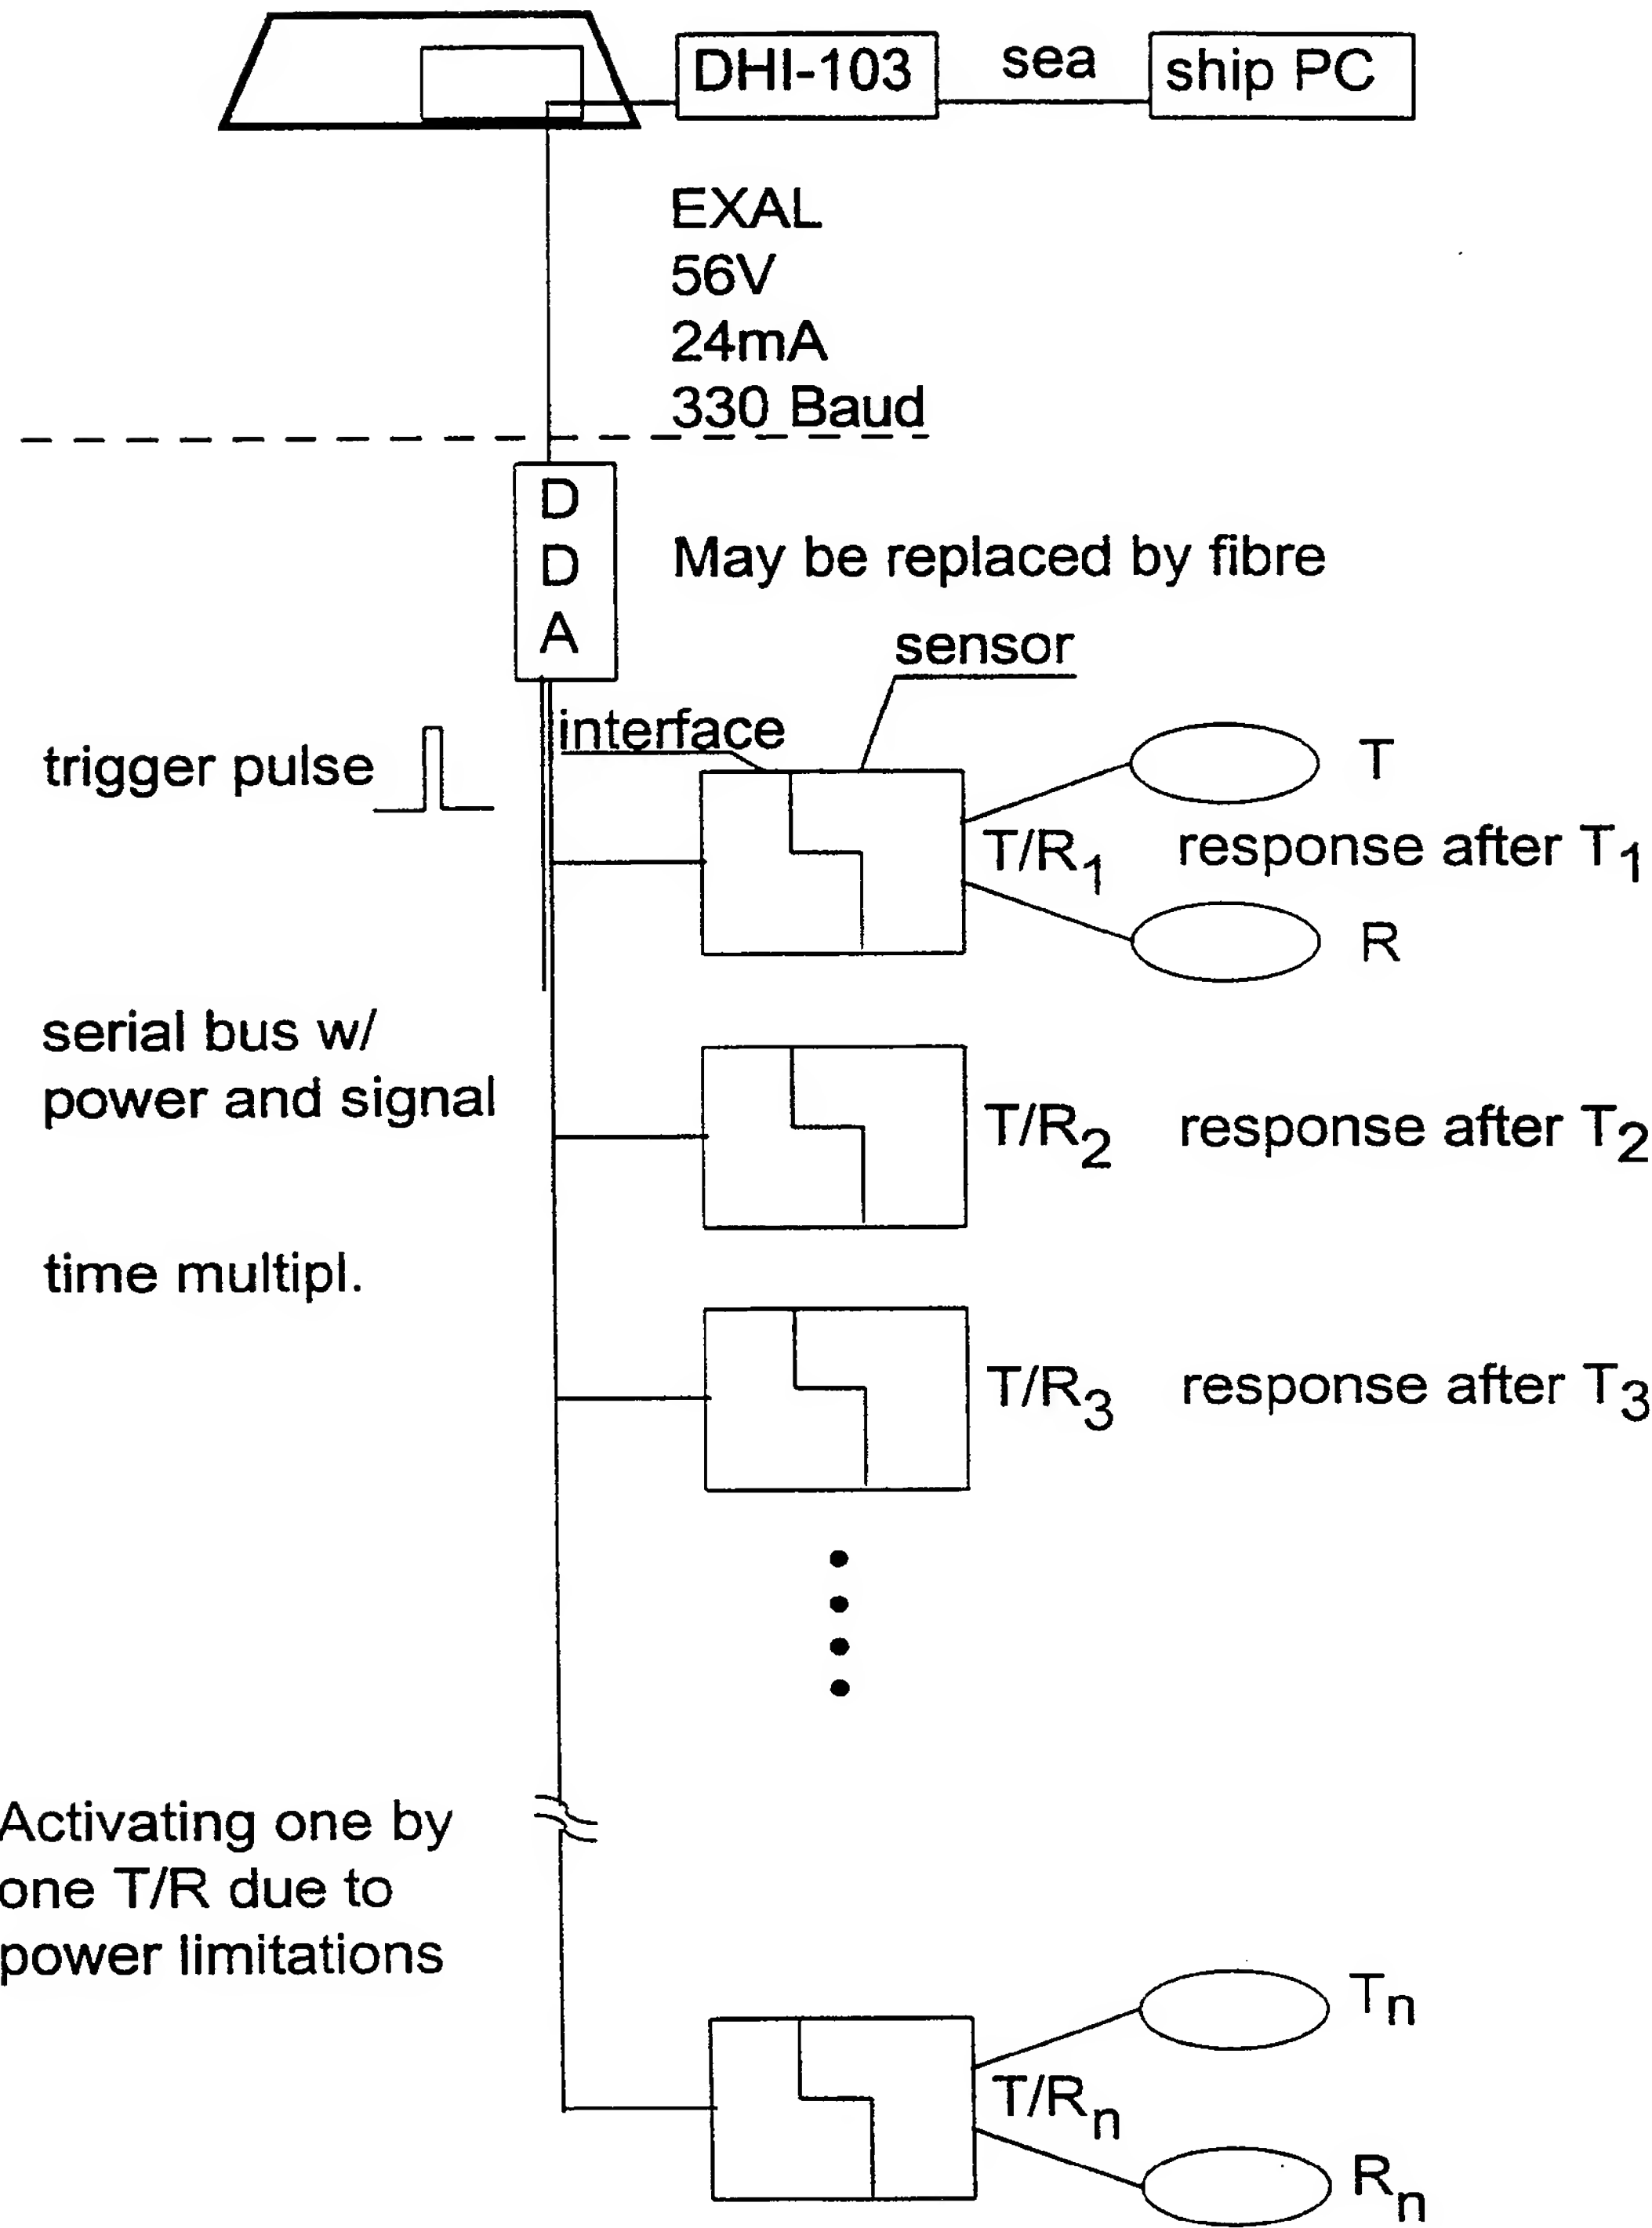 DHI-103
sea
ship PC
EXAL
56V
24mA
330 Baud
D
D
A
May be replaced by fibre
sensor
interface
trigger pulse
T
T/R1
response after T1
R
serial bus w/
power and signal
T/R2
response after T2
time multipl.
T/R3
response after T3
Activating one by
one T/R due to
power limitations
Tn
T/Rn
Rn